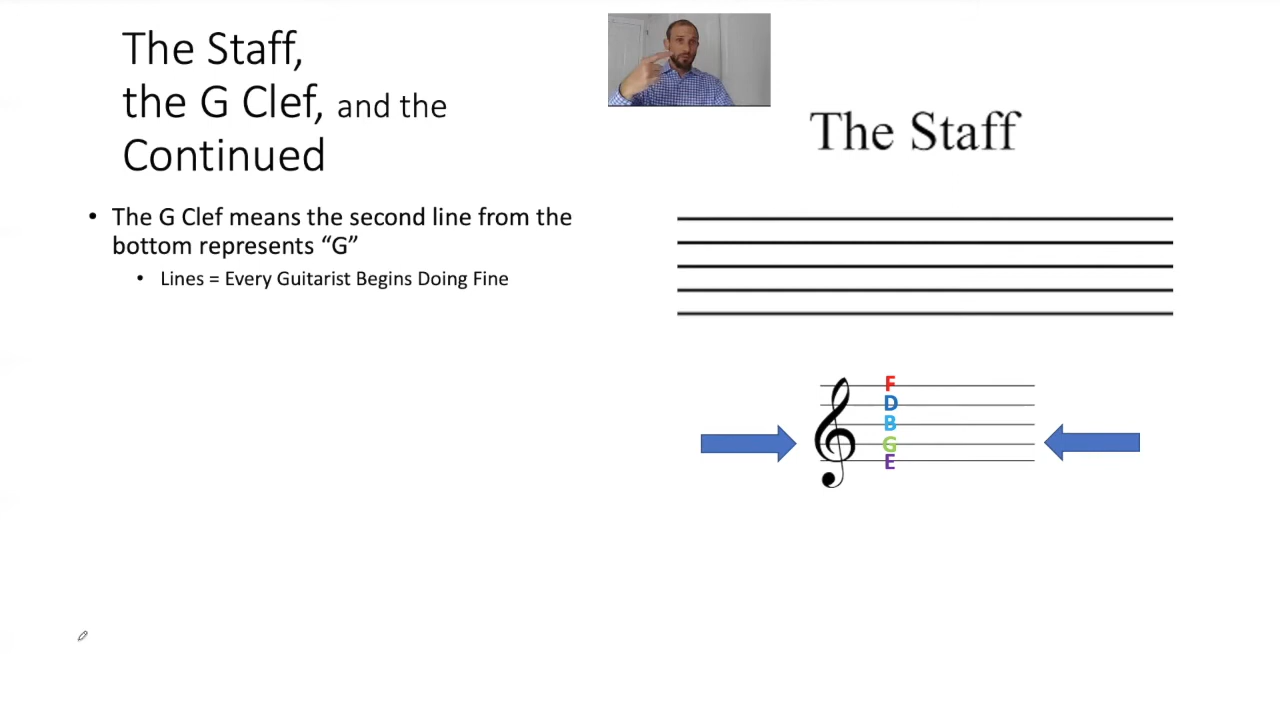 The Staff,
the G Clef, and the
Continued
The Staff
• The G Clef means the second line from the
bottom represents “G”
• Lines = Every Guitarist Begins Doing Fine
F
D
B
G
E